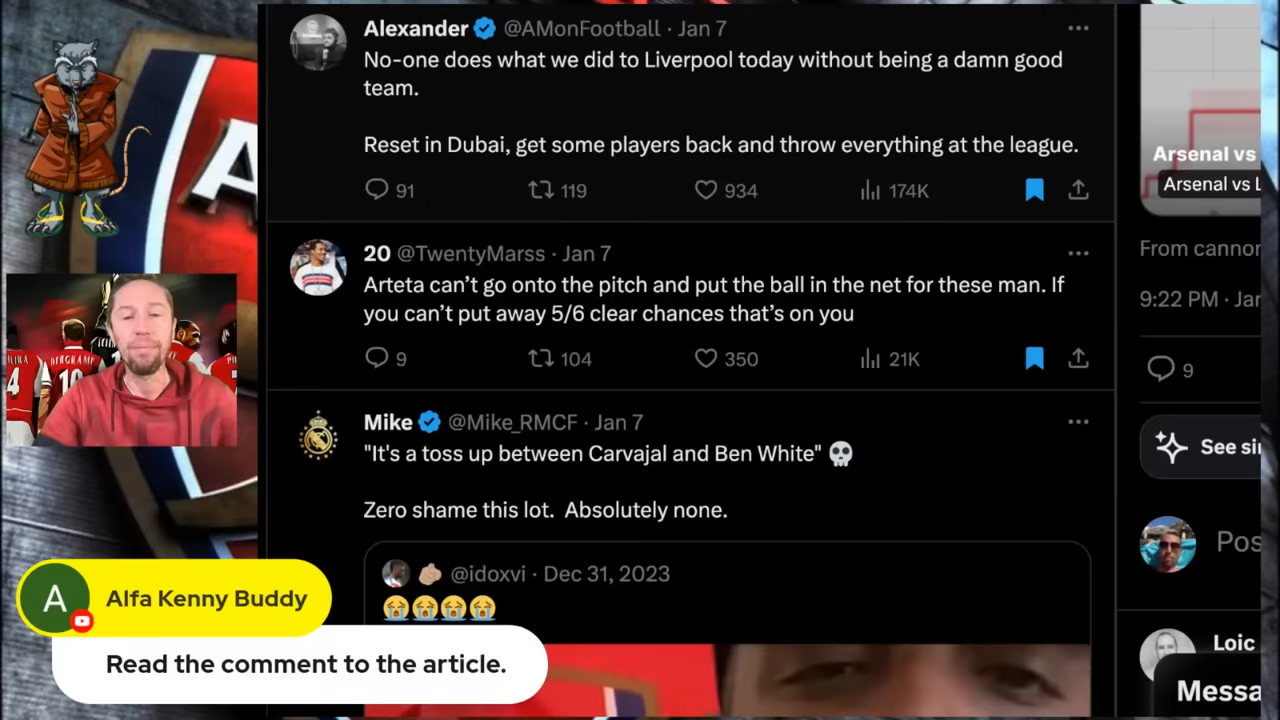 Alexander @AMonFootball · Jan 7
No-one does what we did to Liverpool today without being a damn good
team.
Reset in Dubai, get some players back and throw everything at the league.
91 119 934 174K
20 @TwentyMarss · Jan 7
Arteta can’t go onto the pitch and put the ball in the net for these man. If
you can’t put away 5/6 clear chances that’s on you
9 104 350 21K
Mike @Mike_RMCF · Jan 7
"It's a toss up between Carvajal and Ben White" 💀
Zero shame this lot. Absolutely none.
@idoxvi · Dec 31, 2023
😭😭😭😭
Arsenal vs
Arsenal vs L
From cannon
9:22 PM · Jan
9
See si
Pos
Loic
Messa
4
BERGKAMP
10
A
Alfa Kenny Buddy
Read the comment to the article.